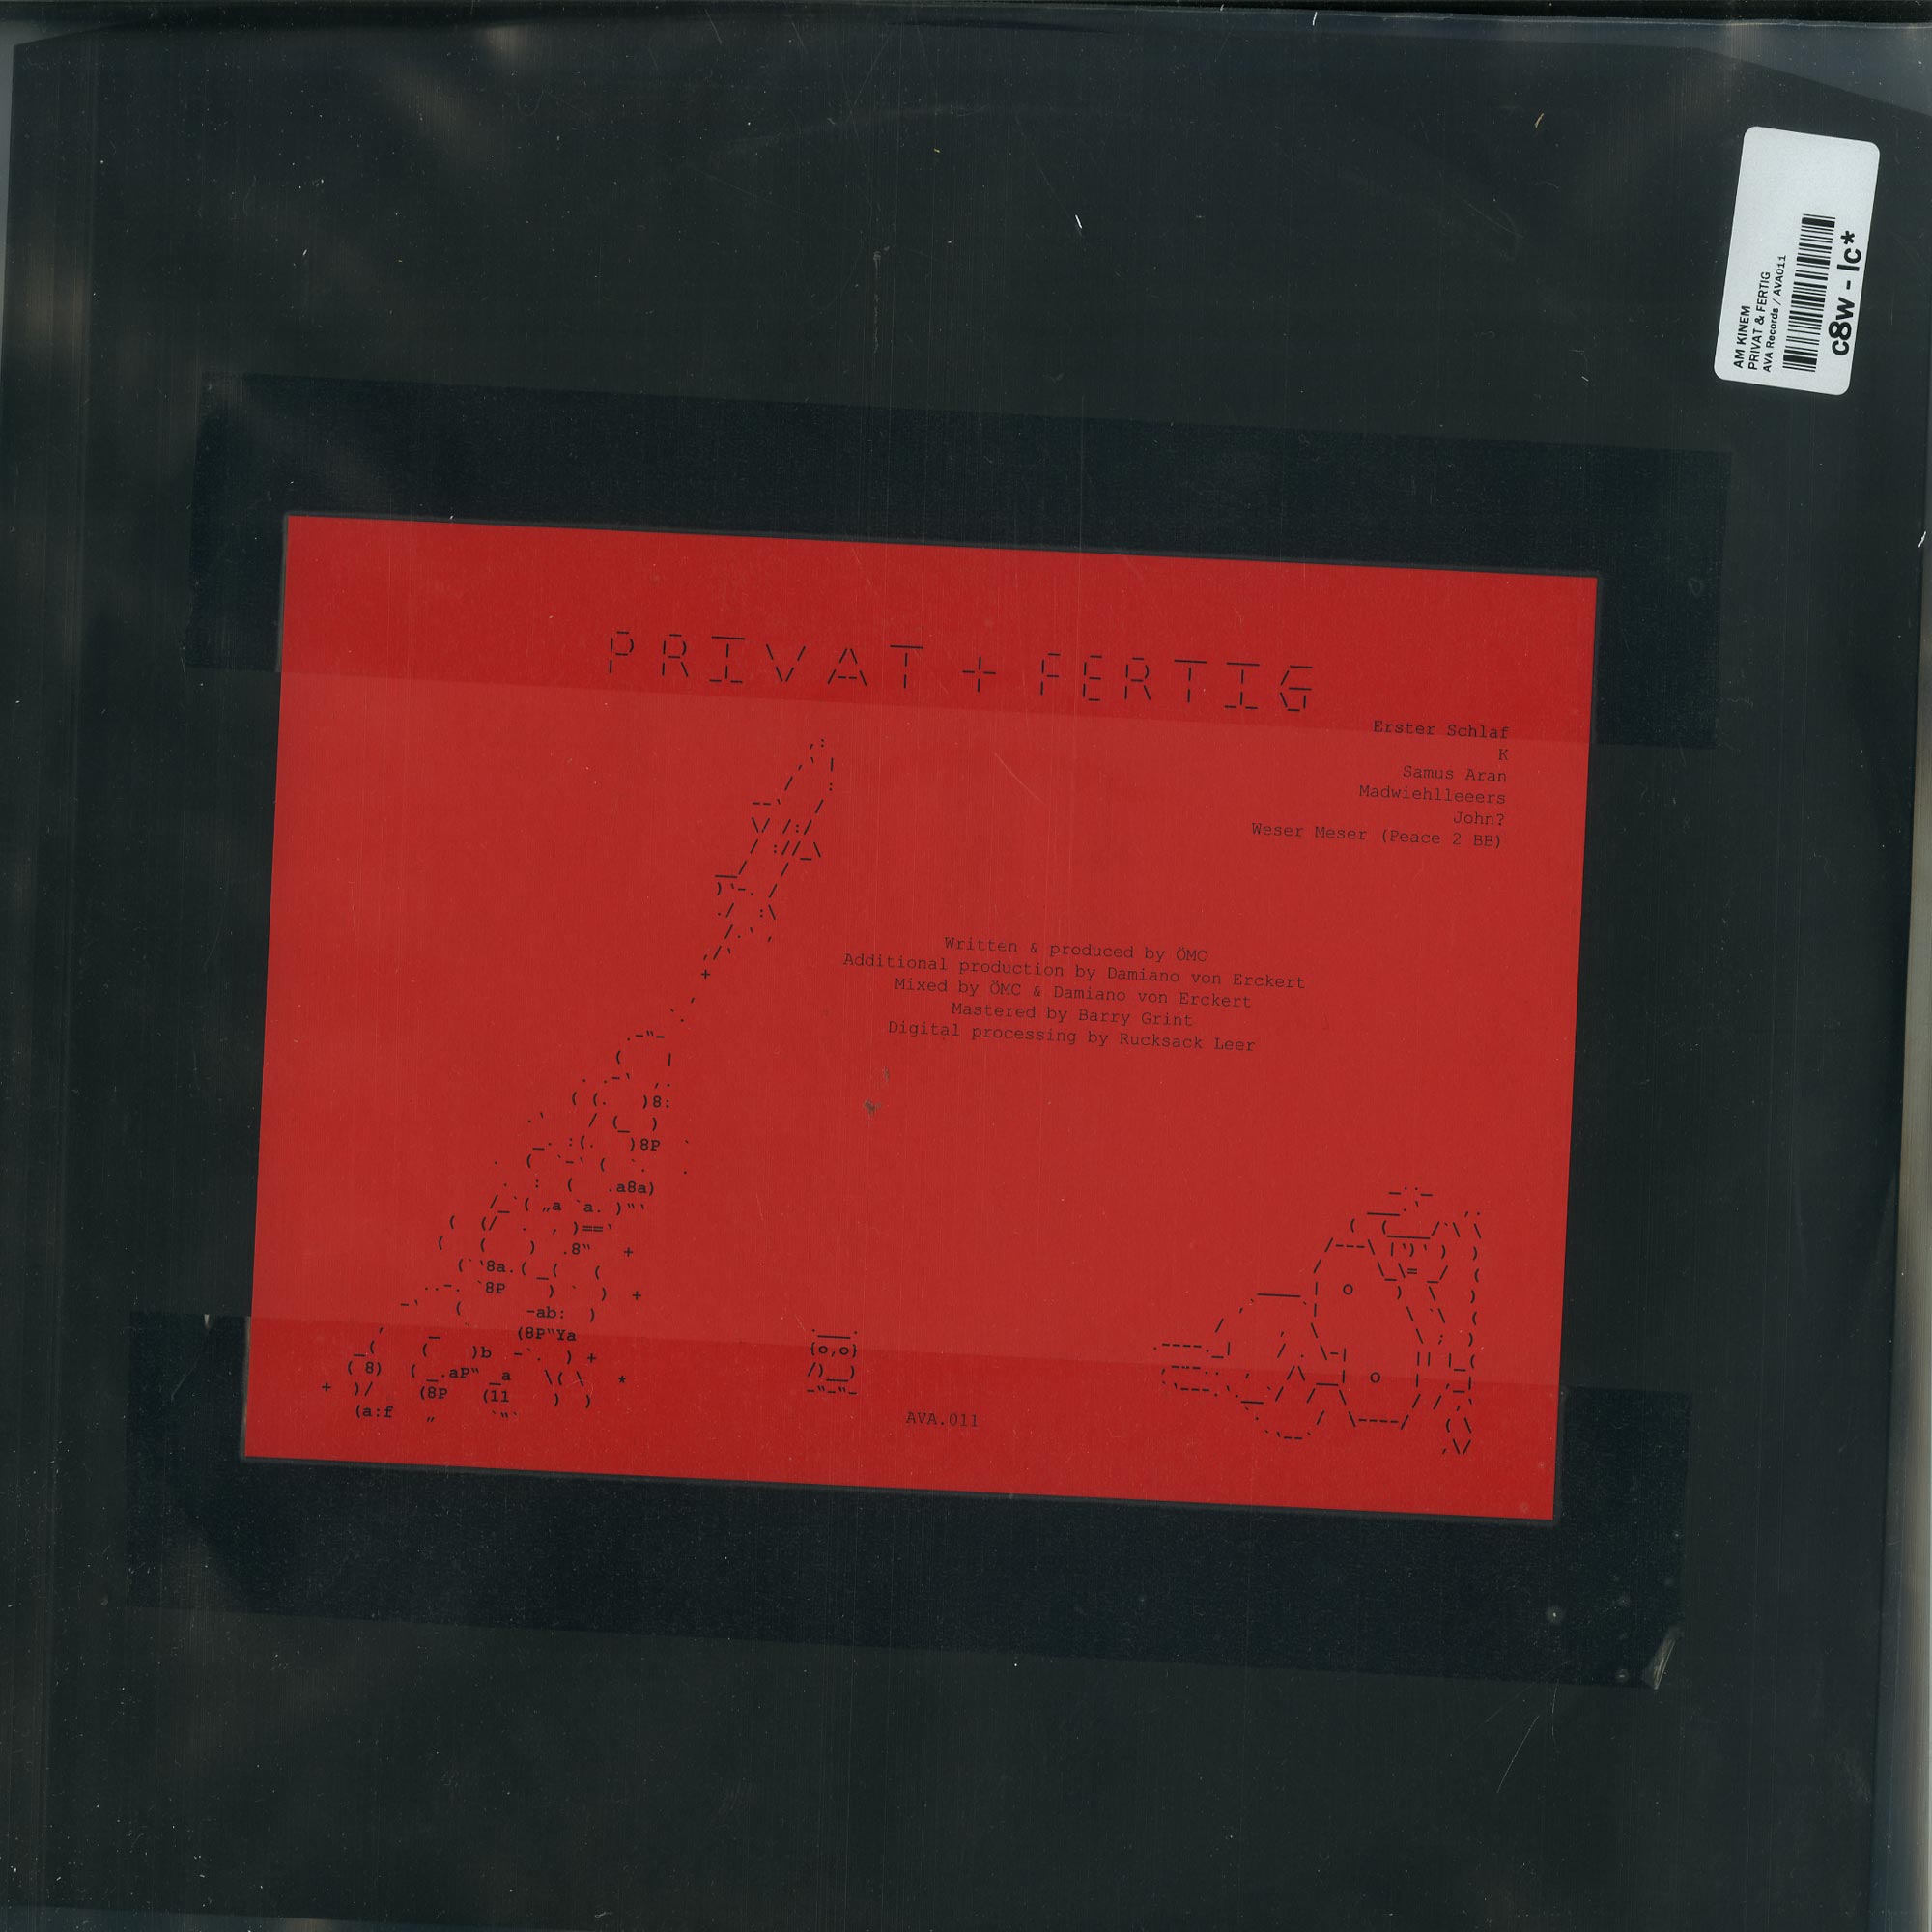 AM KINEM
PRIVAT & FERTIG
AVA Records / AVA011
c8w - lc*
PRIVAT + FERTIG
Erster Schlaf
K
Samus Aran
Madwiehlleeers
John?
Weser Meser (Peace 2 BB)
Written & produced by ÖMC
Additional production by Damiano von Erckert
Mixed by ÖMC & Damiano von Erckert
Mastered by Barry Grint
Digital processing by Rucksack Leer
AVA.011